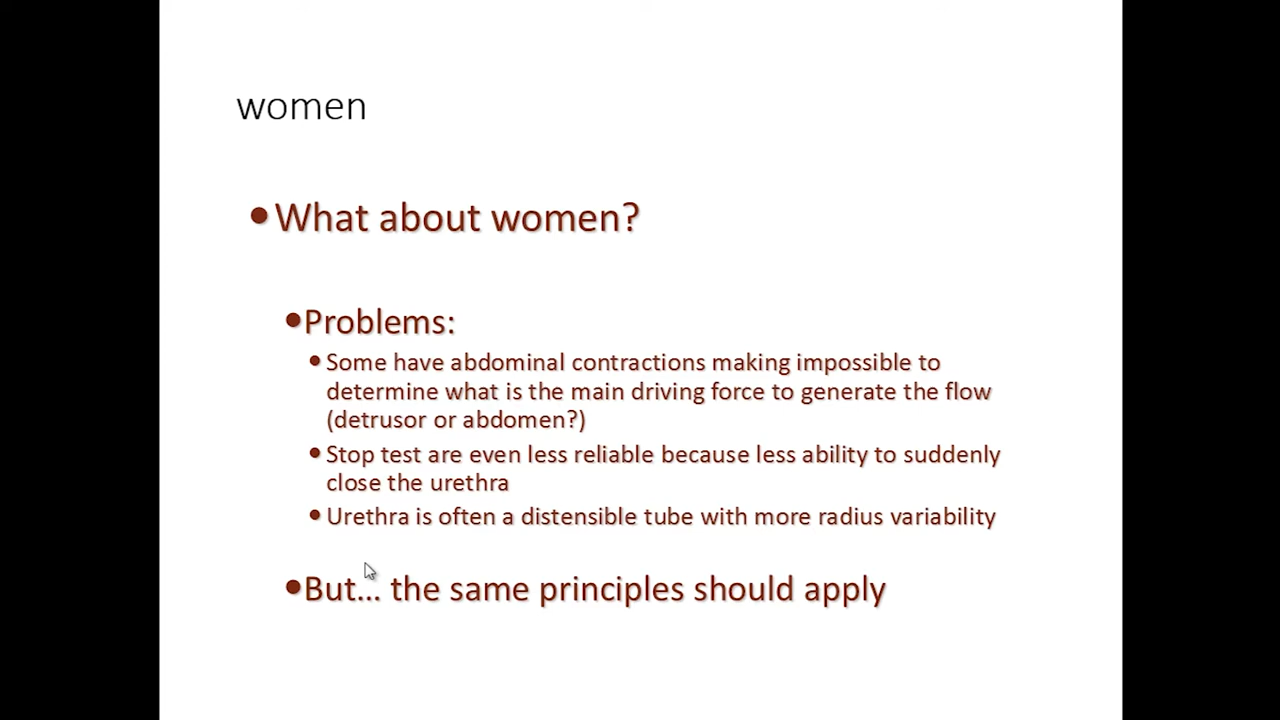 women
• What about women?
• Problems:
• Some have abdominal contractions making impossible to
determine what is the main driving force to generate the flow
(detrusor or abdomen?)
• Stop test are even less reliable because less ability to suddenly
close the urethra
• Urethra is often a distensible tube with more radius variability
• But… the same principles should apply